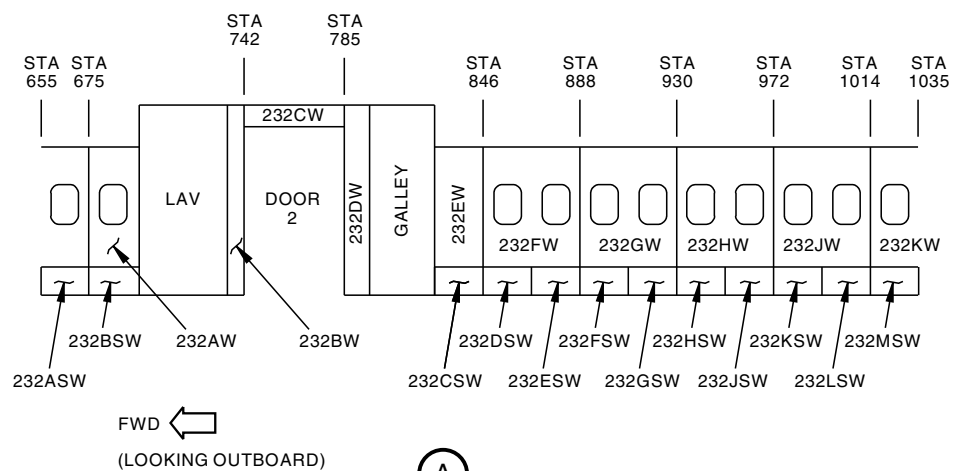 STA
742
STA
785
STA
655
STA
675
STA
846
STA
888
STA
930
STA
972
STA
1014
STA
1035
232CW
LAV
DOOR
2
232DW
GALLEY
232EW
232FW
232GW
232HW
232JW
232KW
232BSW
232AW
232BW
232DSW
232FSW
232HSW
232KSW
232MSW
232ASW
232CSW
232ESW
232GSW
232JSW
232LSW
FWD
(LOOKING OUTBOARD)
A